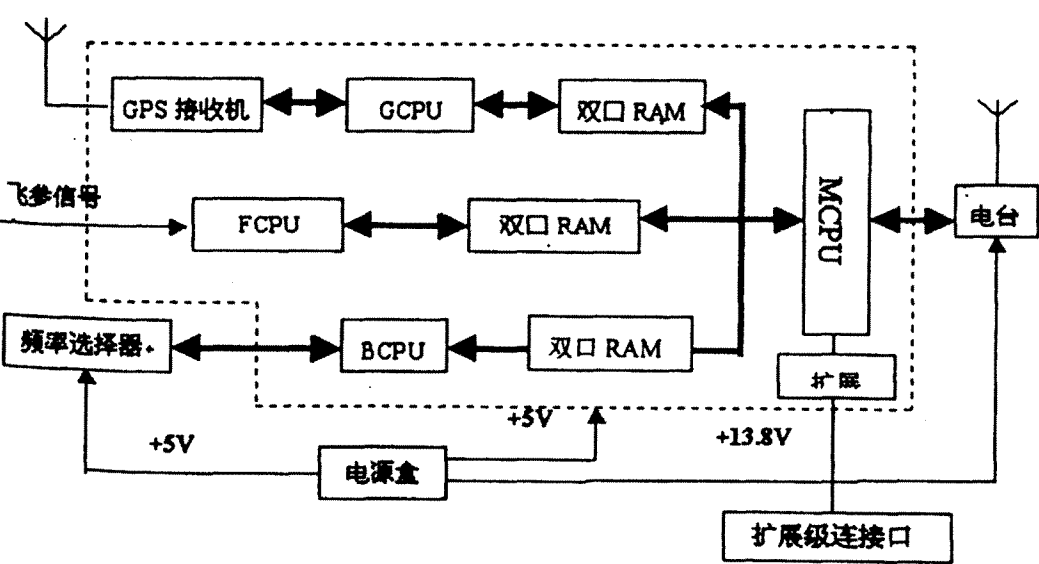 GPS 接收机
GCPU
双口 RAM
MCPU
飞参信号
FCPU
双口 RAM
电台
频率选择器
BCPU
双口 RAM
扩展
+5V
+5V
+13.8V
电源盒
扩展级连接口